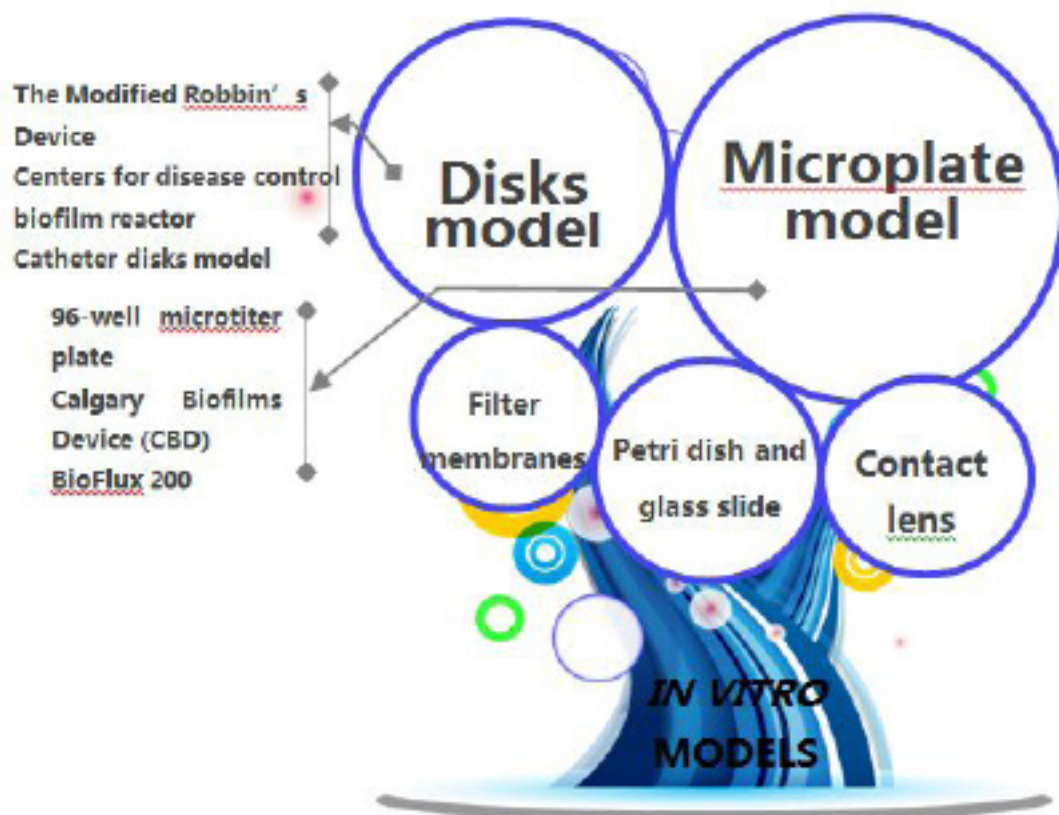 The Modified Robbin’ s
Device
Centers for disease control
biofilm reactor
Catheter disks model
96-well microtiter
plate
Calgary Biofilms
Device (CBD)
BioFlux 200
Disks
model
Microplate
model
Filter
membranes
Petri dish and
glass slide
Contact
lens
IN VITRO
MODELS